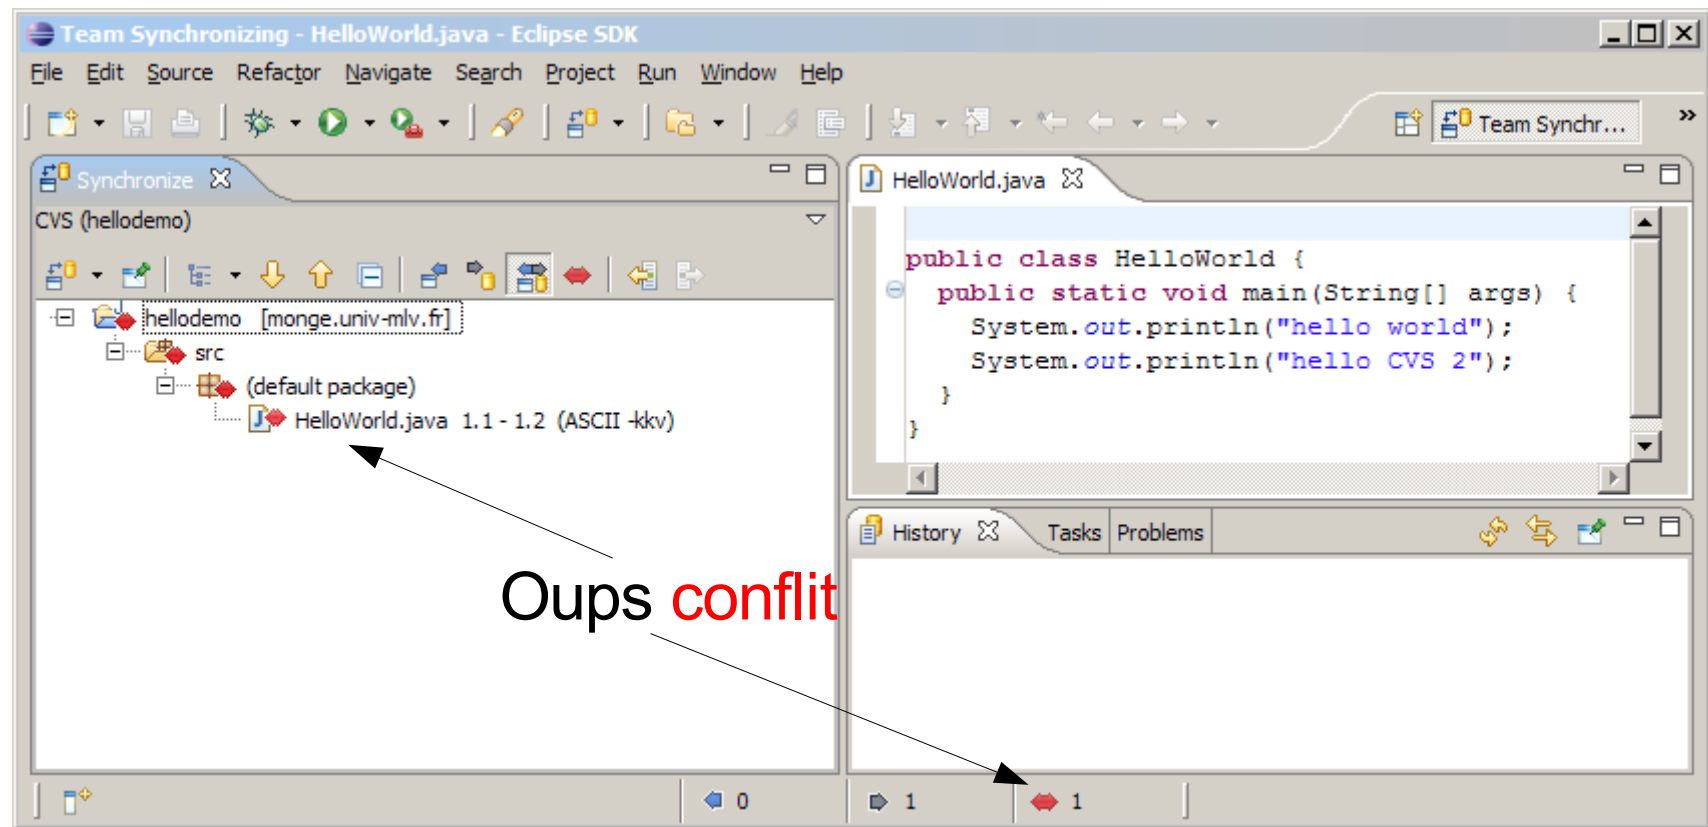 Team Synchronizing - HelloWorld.java - Eclipse SDK
File Edit Source Refactor Navigate Search Project Run Window Help
Team Synchr... »
Synchronize
CVS (hellodemo)
hellodemo [monge.univ-mlv.fr]
src
(default package)
HelloWorld.java 1.1 - 1.2 (ASCII -kkv)
HelloWorld.java
public class HelloWorld {
public static void main(String[] args) {
System.out.println("hello world");
System.out.println("hello CVS 2");
}
}
History Tasks Problems
Oups conflit
0 1 1